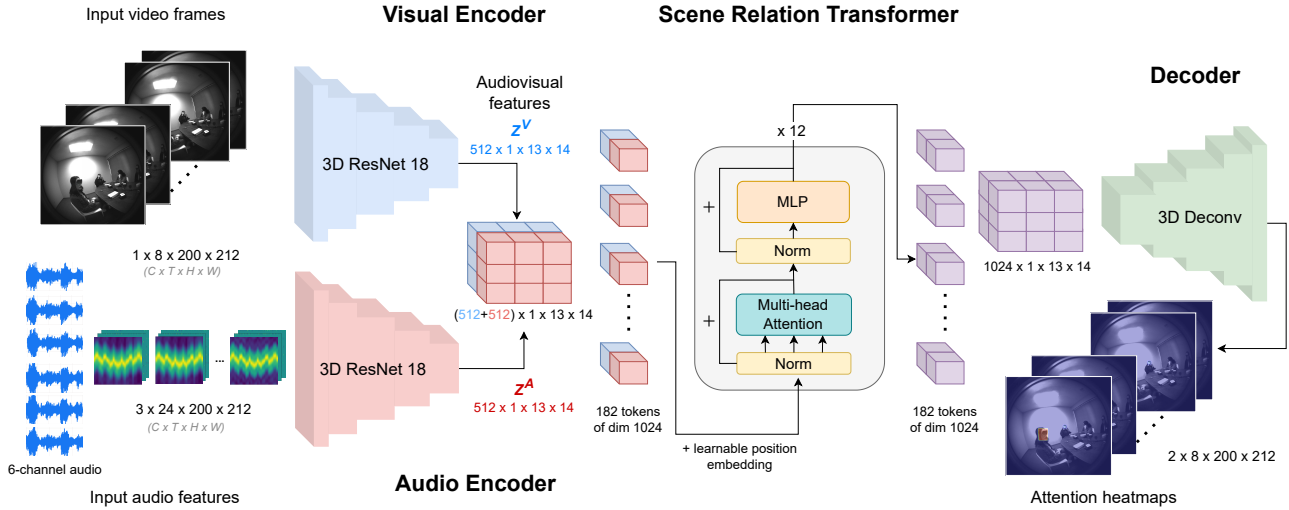 Input video frames
Visual Encoder
Scene Relation Transformer
Decoder
Audiovisual
features
z^V
512 x 1 x 13 x 14
3D ResNet 18
1 x 8 x 200 x 212
(C x T x H x W)
(512+512) x 1 x 13 x 14
3D ResNet 18
z^A
512 x 1 x 13 x 14
...
3 x 24 x 200 x 212
(C x T x H x W)
6-channel audio
Input audio features
Audio Encoder
182 tokens
of dim 1024
x 12
+
MLP
Norm
+
Multi-head
Attention
Norm
+ learnable position
embedding
182 tokens
of dim 1024
1024 x 1 x 13 x 14
3D Deconv
2 x 8 x 200 x 212
Attention heatmaps